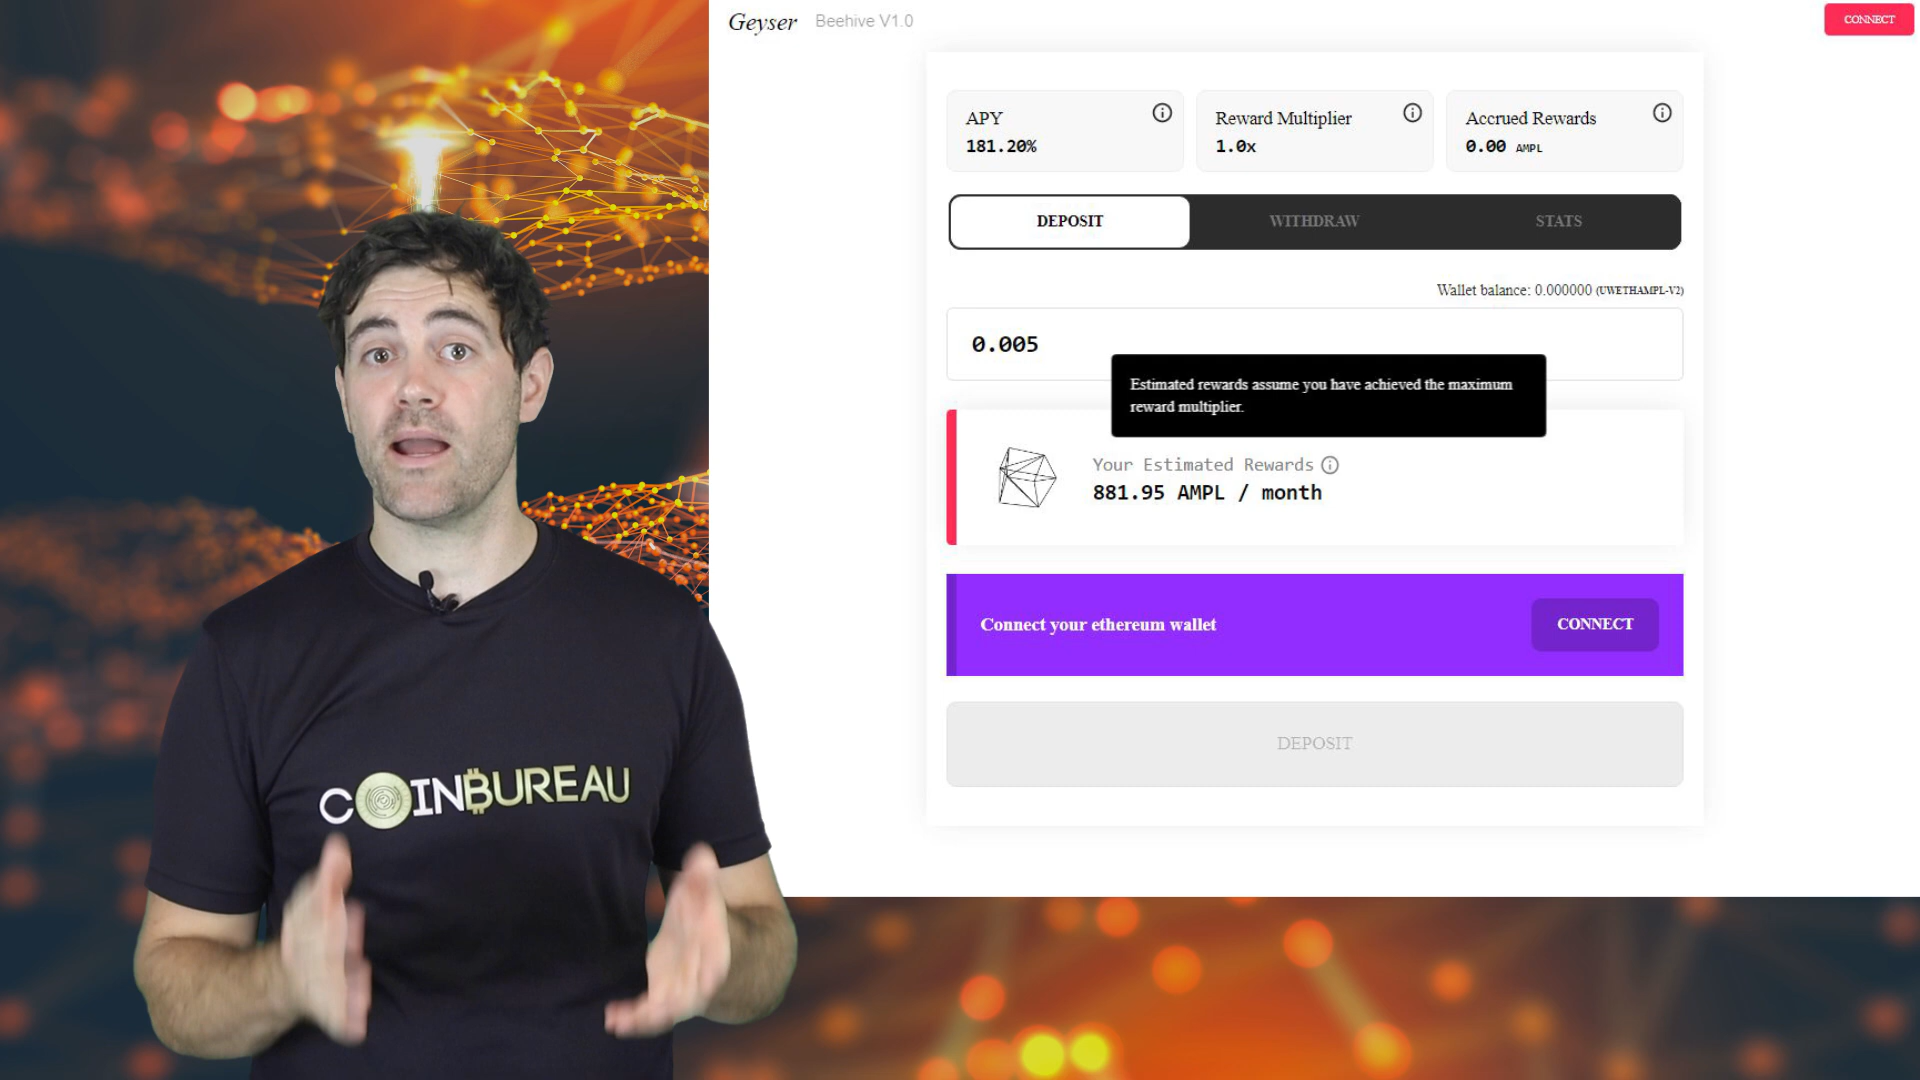 Geyser Beehive V1.0
CONNECT
APY
181.20%
Reward Multiplier
1.0x
Accrued Rewards
0.00 AMPL
DEPOSIT
WITHDRAW
STATS
Wallet balance: 0.000000 (UWETHAMPL-V2)
0.005
Estimated rewards assume you have achieved the maximum
reward multiplier.
Your Estimated Rewards
881.95 AMPL / month
Connect your ethereum wallet
CONNECT
DEPOSIT
COINBUREAU